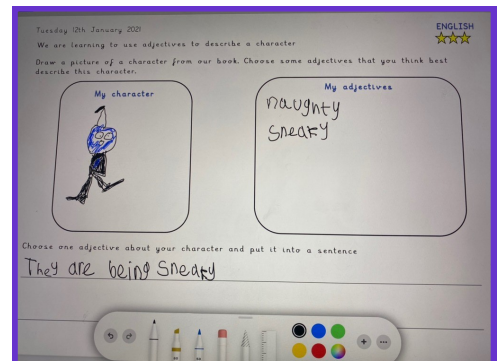 Tuesday 12th January 2021
ENGLISH
We are learning to use adjectives to describe a character
Draw a picture of a character from our book. Choose some adjectives that you think best
describe this character.
My character
My adjectives
naughty
Sneaky
Choose one adjective about your character and put it into a sentence
They are being Sneaky